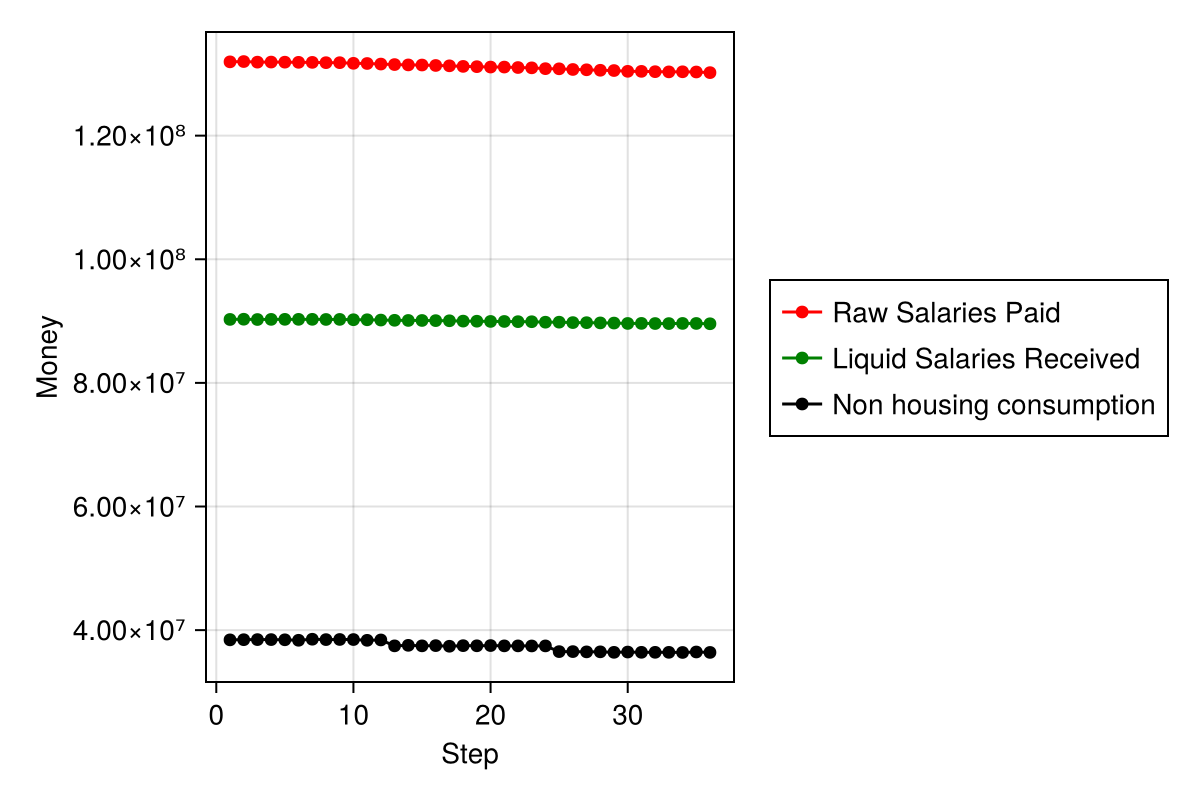 1.20×10⁸
1.00×10⁸
8.00×10⁷
6.00×10⁷
4.00×10⁷
Money
0 10 20 30
Step
Raw Salaries Paid
Liquid Salaries Received
Non housing consumption